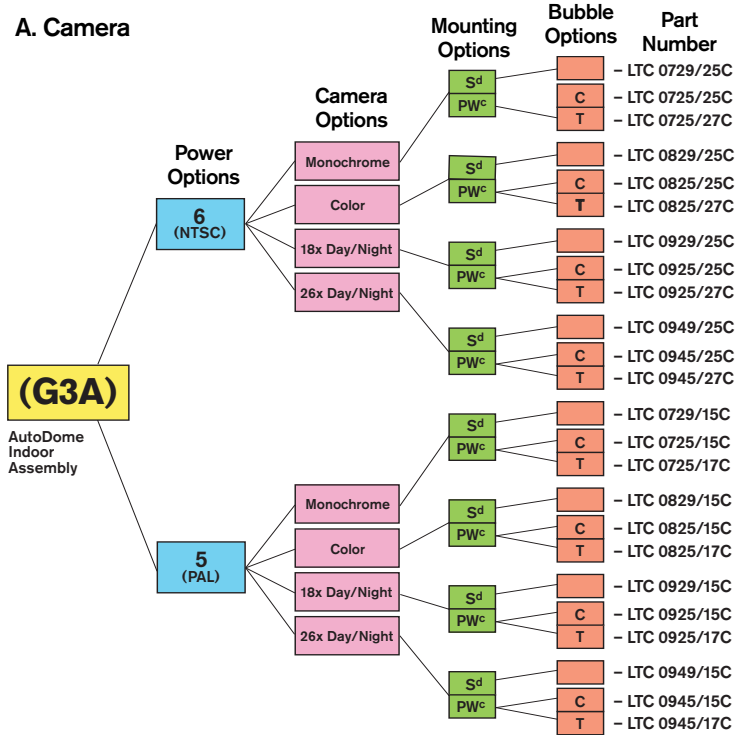 A. Camera
Power
Options
Camera
Options
Mounting
Options
Bubble
Options
Part
Number
(G3A)
AutoDome
Indoor
Assembly
6
(NTSC)
Monochrome
Color
18x Day/Night
26x Day/Night
Sd
PWc
C
T
– LTC 0729/25C
– LTC 0725/25C
– LTC 0725/27C
Sd
PWc
C
T
– LTC 0829/25C
– LTC 0825/25C
– LTC 0825/27C
Sd
PWc
C
T
– LTC 0929/25C
– LTC 0925/25C
– LTC 0925/27C
Sd
PWc
C
T
– LTC 0949/25C
– LTC 0945/25C
– LTC 0945/27C
5
(PAL)
Monochrome
Color
18x Day/Night
26x Day/Night
Sd
PWc
C
T
– LTC 0729/15C
– LTC 0725/15C
– LTC 0725/17C
Sd
PWc
C
T
– LTC 0829/15C
– LTC 0825/15C
– LTC 0825/17C
Sd
PWc
C
T
– LTC 0929/15C
– LTC 0925/15C
– LTC 0925/17C
Sd
PWc
C
T
– LTC 0949/15C
– LTC 0945/15C
– LTC 0945/17C